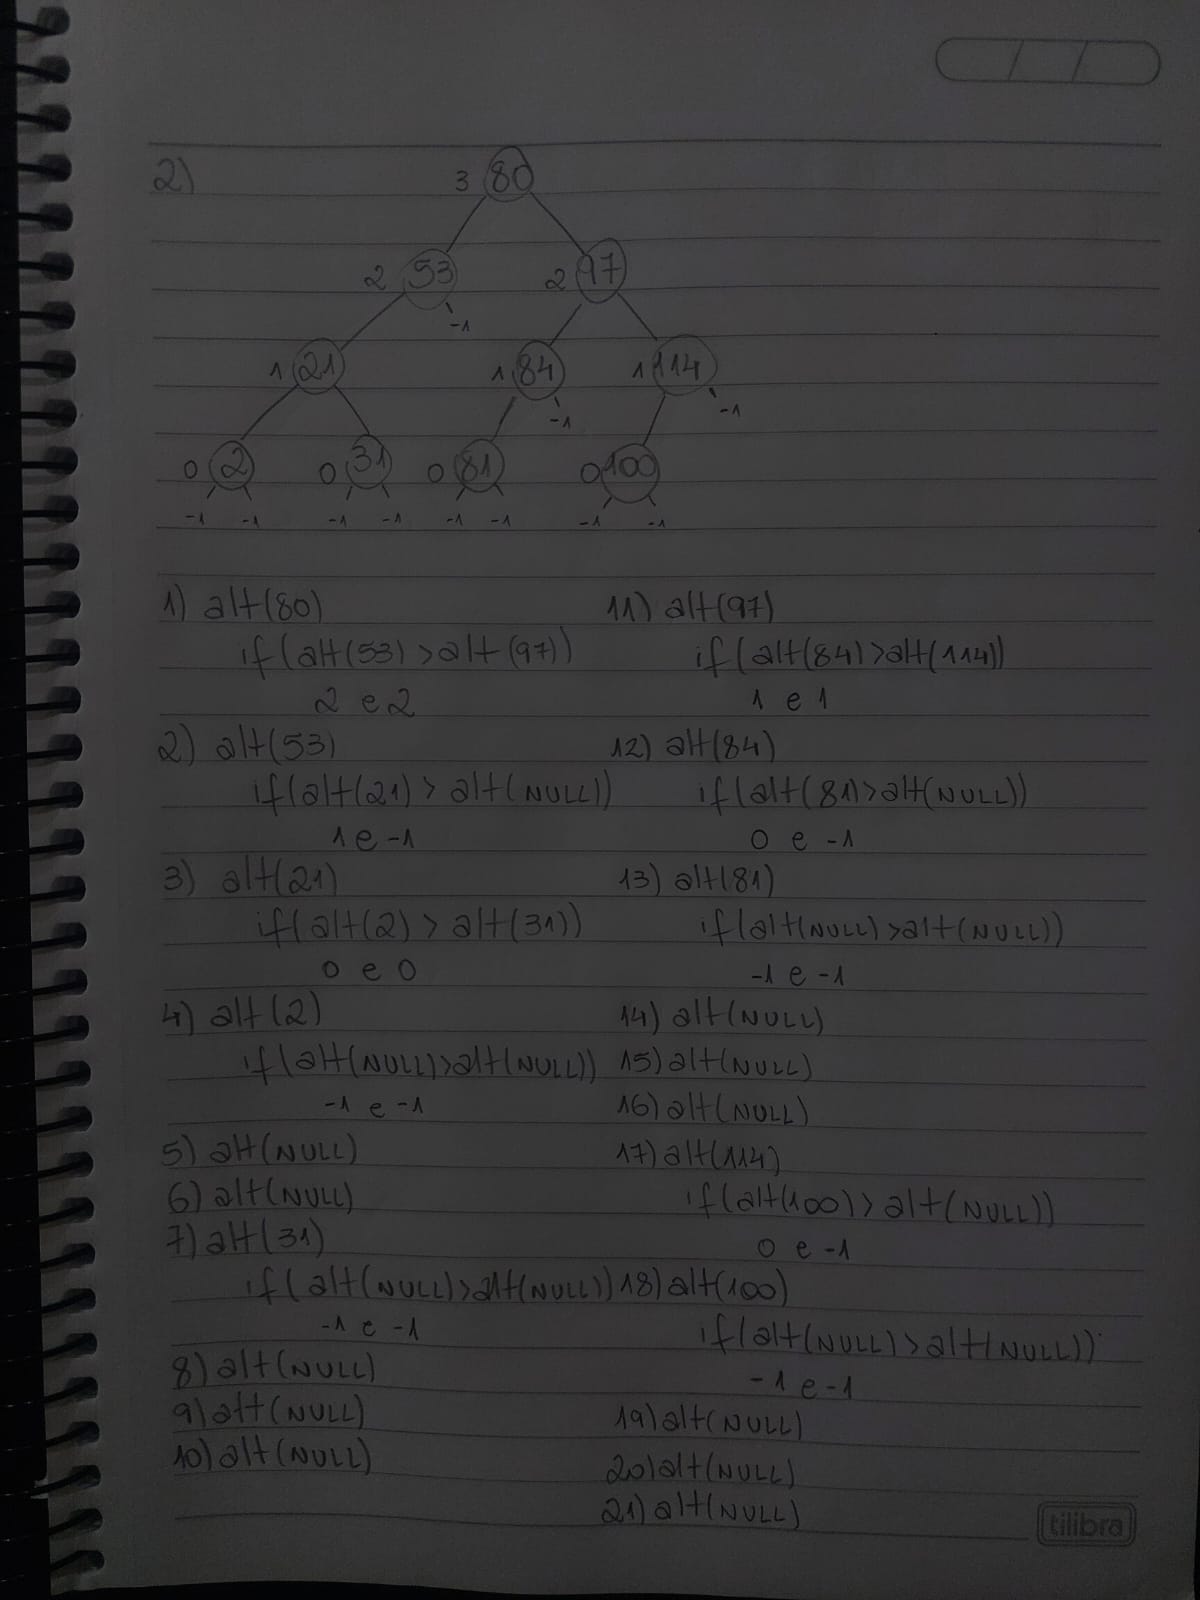 2)
3 80
2 53 2 97
-1
1 21 1 84 1 114
-1 -1
0 2 0 31 0 81 0 100
-1 -1 -1 -1 -1 -1 -1 -1
1) alt(80)
if(alt(53)>alt(97))
2 e 2
2) alt(53)
if(alt(21)>alt(NULL))
1 e -1
3) alt(21)
if(alt(2)>alt(31))
0 e 0
4) alt(2)
if(alt(NULL)>alt(NULL))
-1 e -1
5) alt(NULL)
6) alt(NULL)
7) alt(31)
if(alt(NULL)>alt(NULL))
-1 e -1
8) alt(NULL)
9) alt(NULL)
10) alt(NULL)
11) alt(97)
if(alt(84)>alt(114))
1 e 1
12) alt(84)
if(alt(81)>alt(NULL))
0 e -1
13) alt(81)
if(alt(NULL)>alt(NULL))
-1 e -1
14) alt(NULL)
15) alt(NULL)
16) alt(NULL)
17) alt(114)
if(alt(100)>alt(NULL))
0 e -1
18) alt(100)
if(alt(NULL)>alt(NULL))
-1 e -1
19) alt(NULL)
20) alt(NULL)
21) alt(NULL)
tilibra